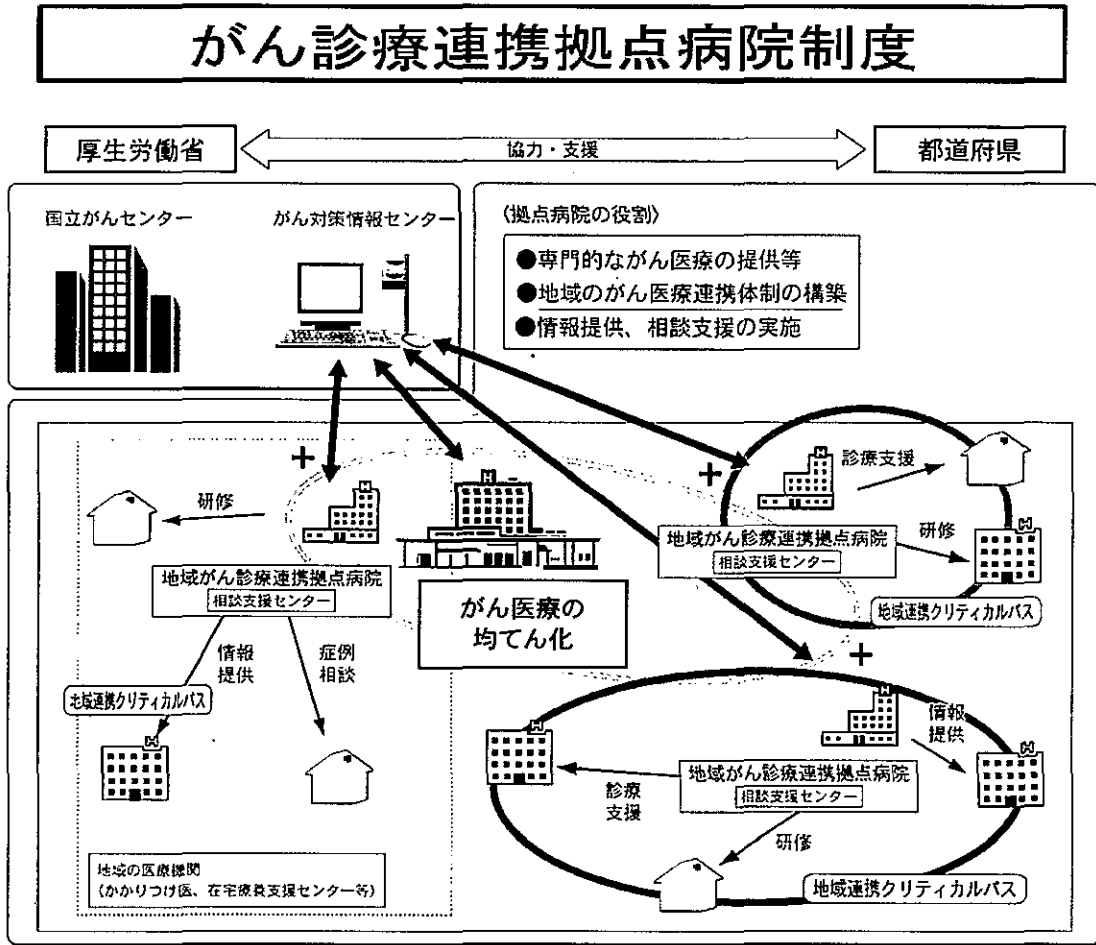 がん診療連携拠点病院制度
厚生労働省
協力・支援
都道府県
国立がんセンター
がん対策情報センター
〈拠点病院の役割〉
●専門的ながん医療の提供等
●地域のがん医療連携体制の構築
●情報提供、相談支援の実施
研修
地域がん診療連携拠点病院
相談支援センター
情報
提供
症例
相談
地域連携クリティカルパス
地域の医療機関
(かかりつけ医、在宅療養支援センター等)
がん医療の
均てん化
診療支援
地域がん診療連携拠点病院
相談支援センター
研修
地域連携クリティカルパス
情報
提供
地域がん診療連携拠点病院
相談支援センター
診療
支援
研修
地域連携クリティカルパス